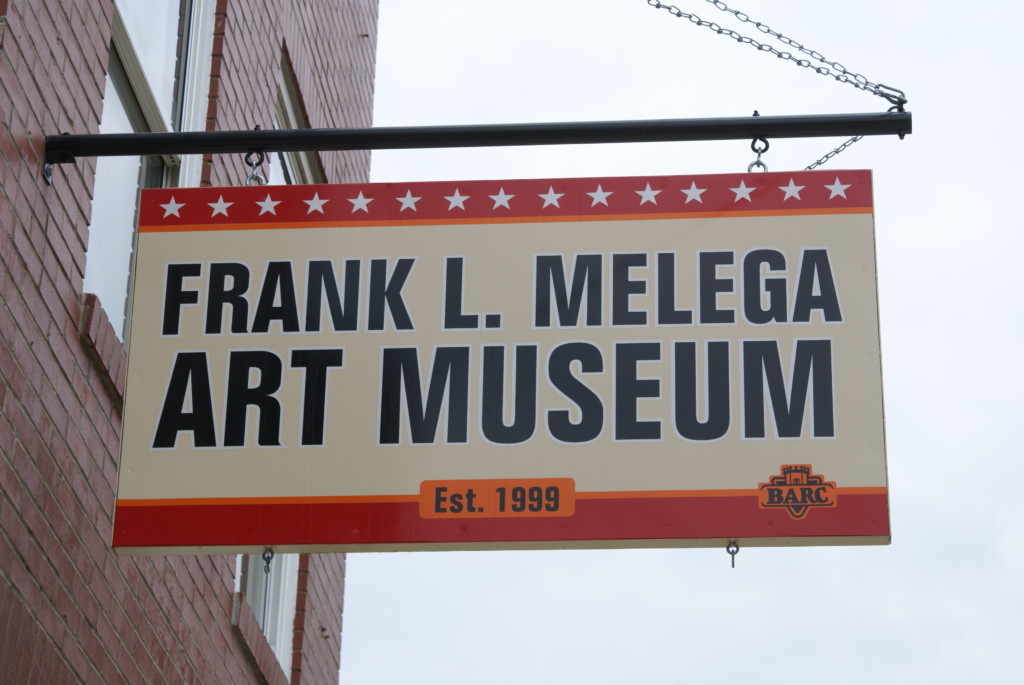 FRANK L. MELEGA
ART MUSEUM
Est. 1999
BARC